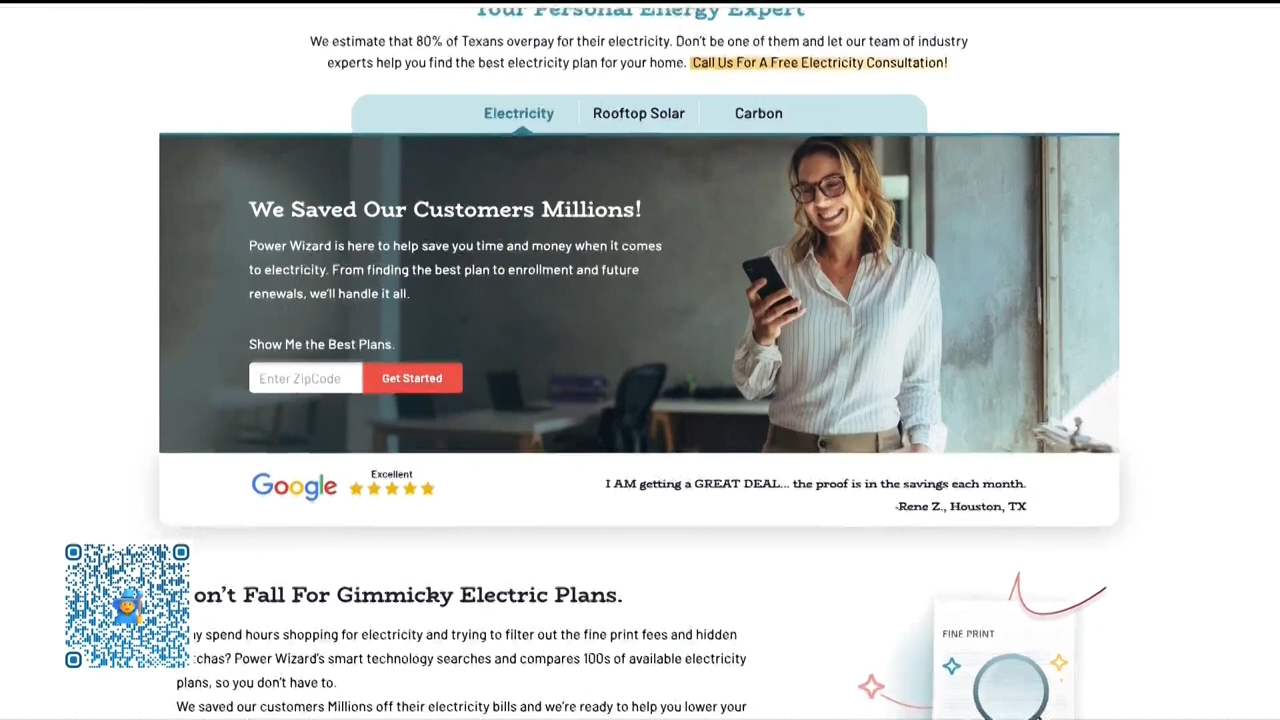 Your Personal Energy Expert
We estimate that 80% of Texans overpay for their electricity. Don't be one of them and let our team of industry
experts help you find the best electricity plan for your home. Call Us For A Free Electricity Consultation!
Electricity
Rooftop Solar
Carbon
We Saved Our Customers Millions!
Power Wizard is here to help save you time and money when it comes
to electricity. From finding the best plan to enrollment and future
renewals, we'll handle it all.
Show Me the Best Plans.
Enter ZipCode
Get Started
Google
Excellent
I AM getting a GREAT DEAL... the proof is in the savings each month.
-Rene Z., Houston, TX
on't Fall For Gimmicky Electric Plans.
y spend hours shopping for electricity and trying to filter out the fine print fees and hidden
chas? Power Wizard's smart technology searches and compares 100s of available electricity
plans, so you don't have to.
We saved our customers Millions off their electricity bills and we're ready to help you lower your
FINE PRINT